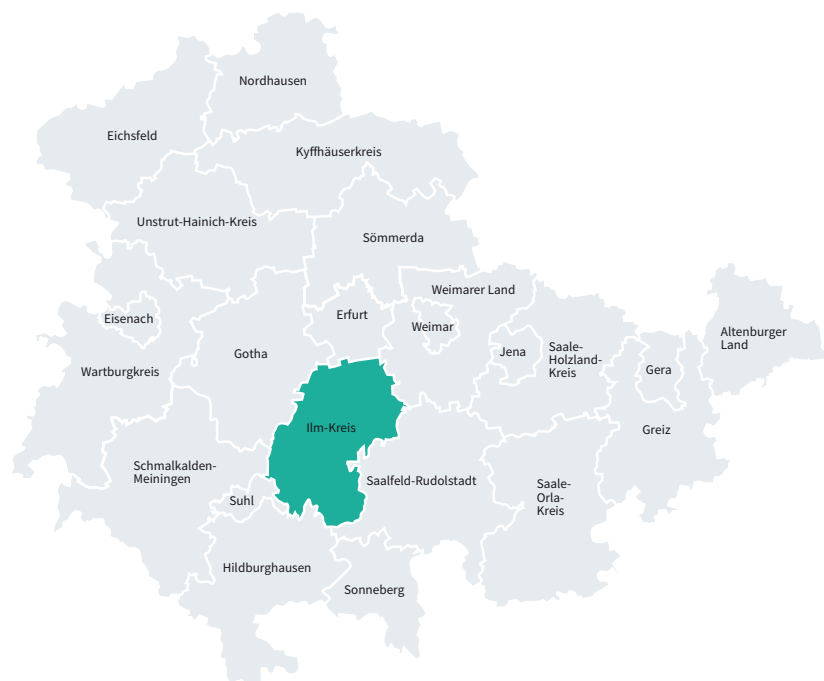 Nordhausen
Eichsfeld
Kyffhäuserkreis
Unstrut-Hainich-Kreis
Sömmerda
Weimarer Land
Eisenach
Erfurt
Weimar
Altenburger
Land
Gotha
Jena
Saale-
Holzland-
Kreis
Gera
Wartburgkreis
Ilm-Kreis
Greiz
Schmalkalden-
Meiningen
Saalfeld-Rudolstadt
Saale-
Orla-
Kreis
Suhl
Hildburghausen
Sonneberg